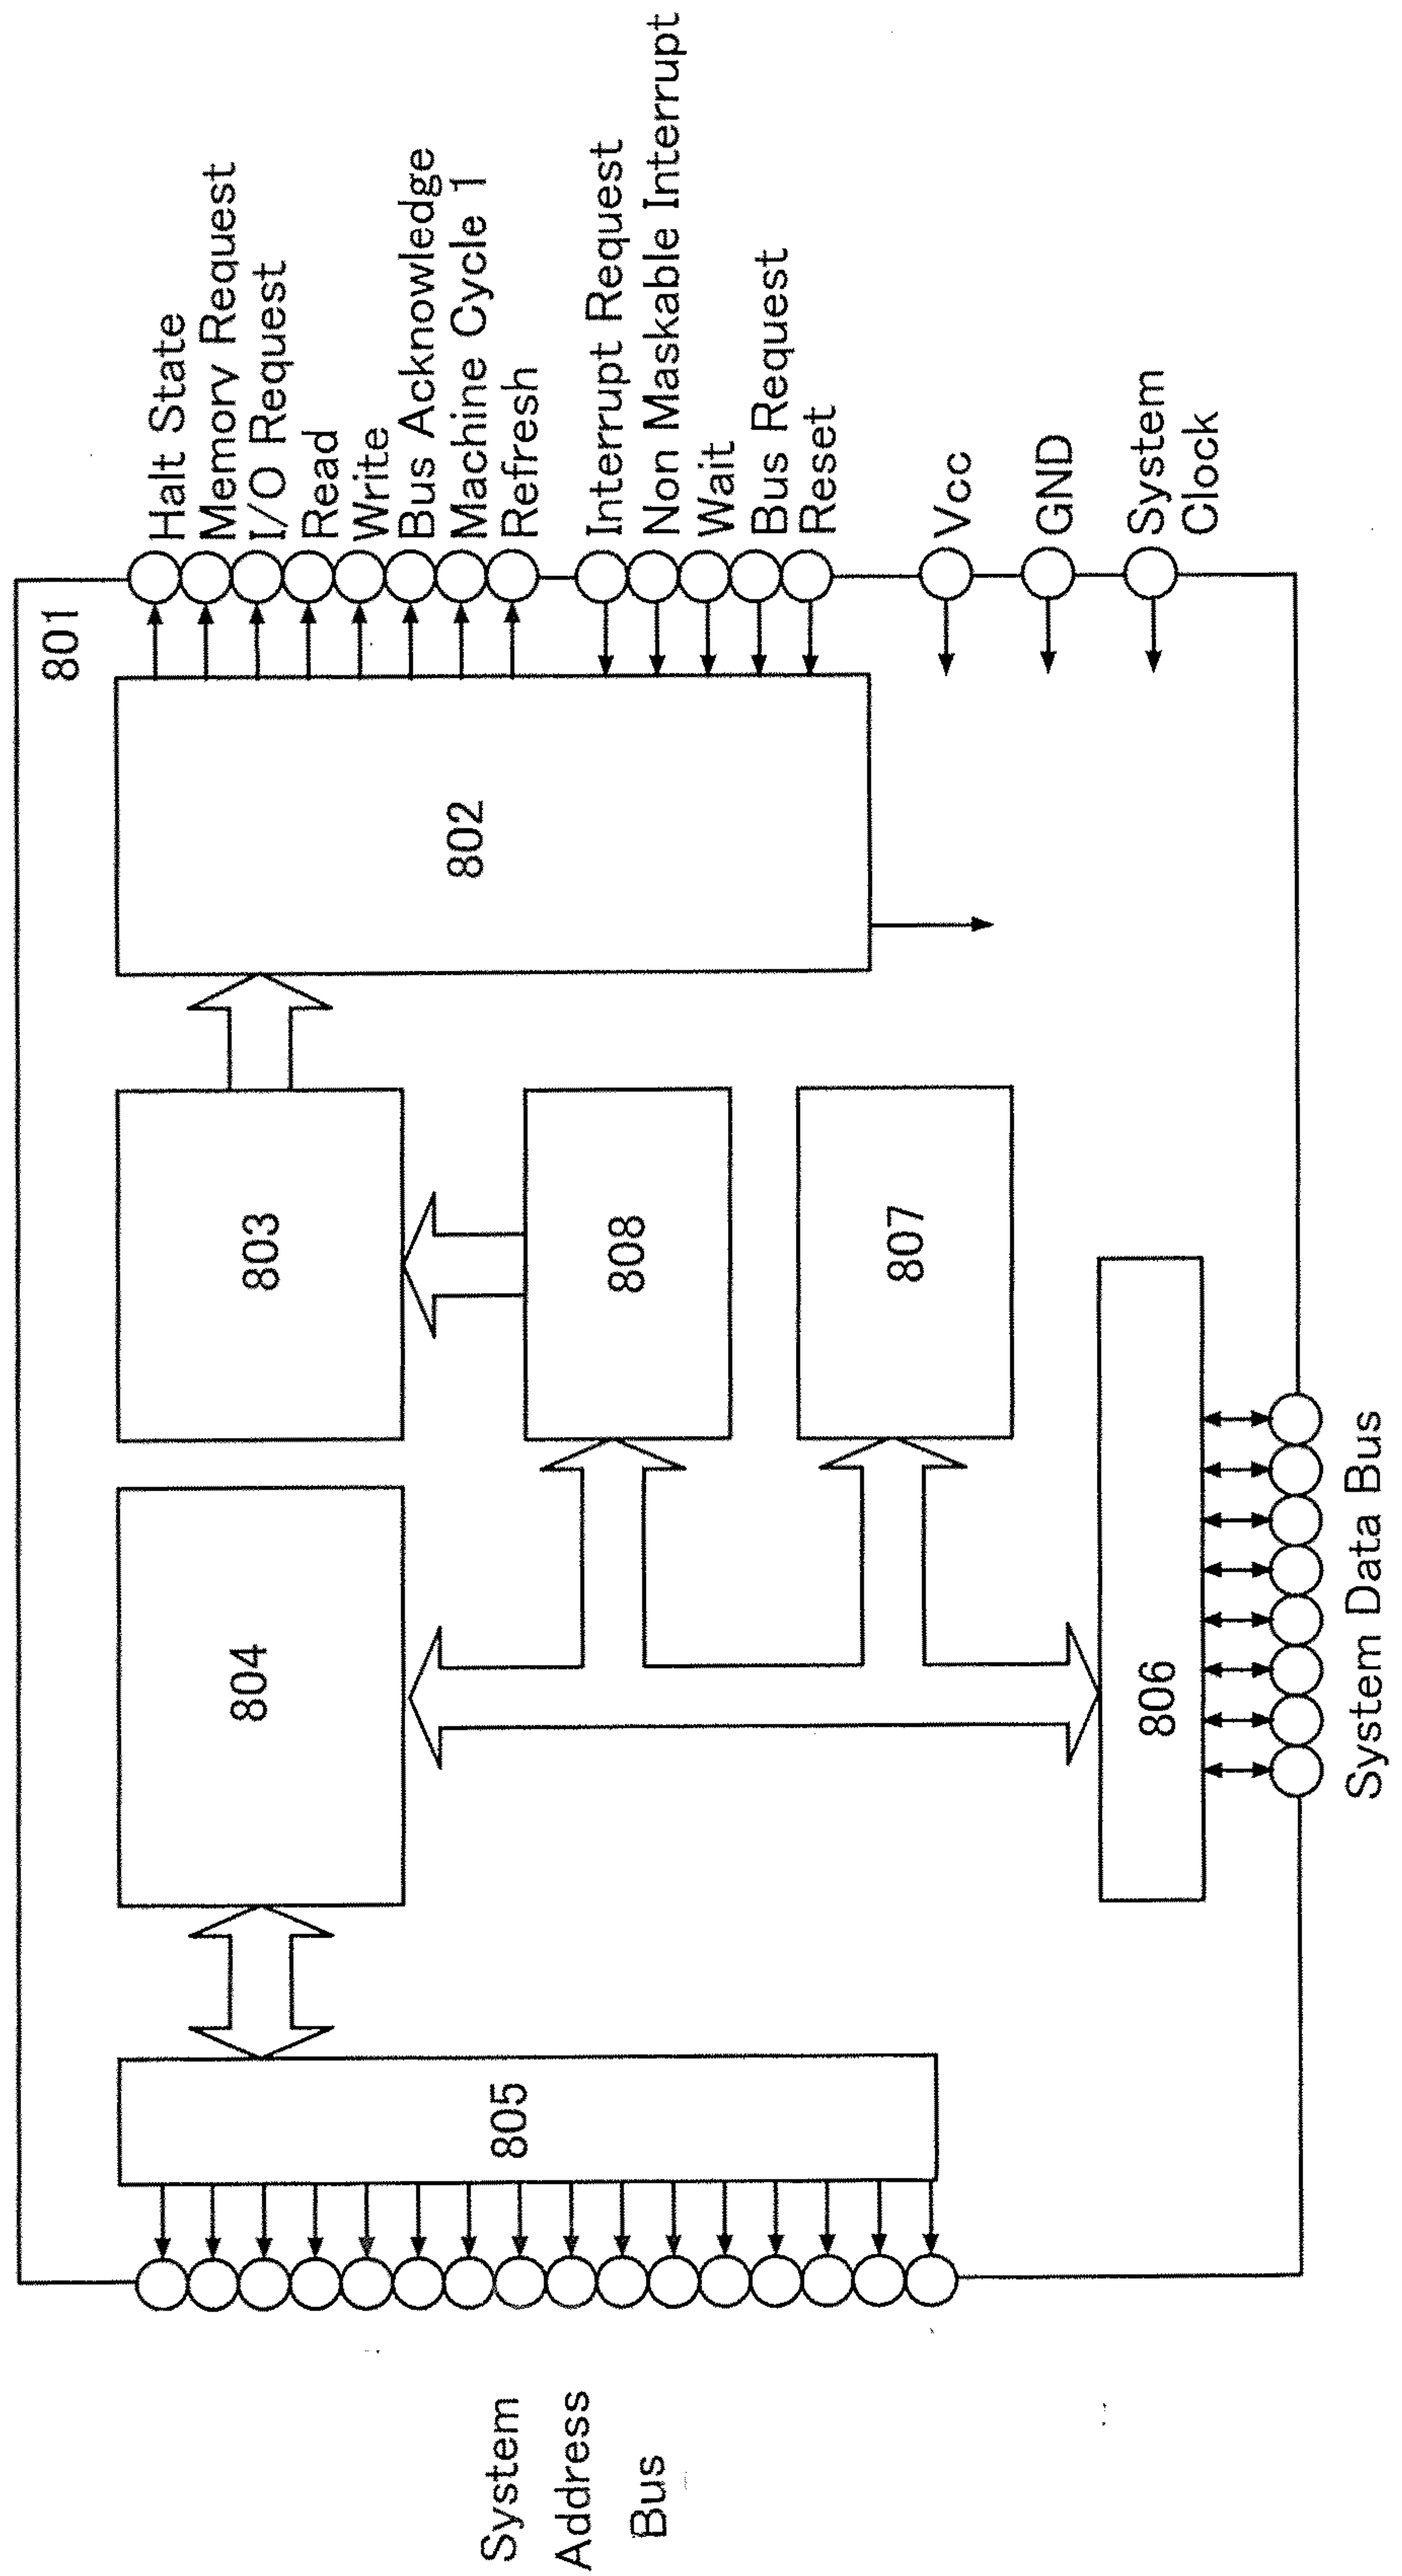 801
Halt State
Memory Request
I/O Request
Read
Write
Bus Acknowledge
Machine Cycle 1
Refresh
Interrupt Request
Non Maskable Interrupt
Wait
Bus Request
Reset
Vcc
GND
System
Clock
802
803
808
807
804
806
805
System Data Bus
System
Address
Bus